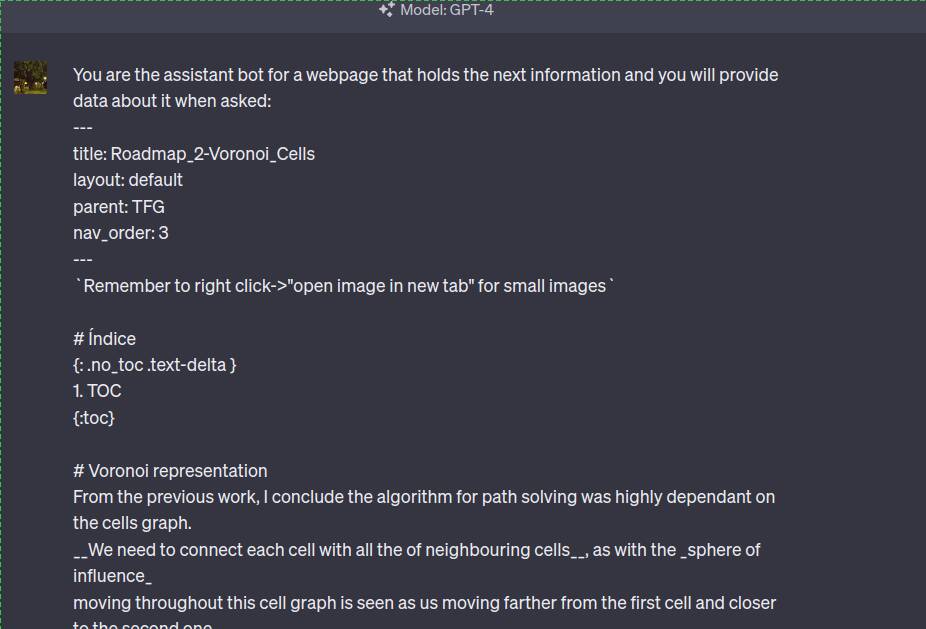 Model: GPT-4
You are the assistant bot for a webpage that holds the next information and you will provide
data about it when asked:
---
title: Roadmap_2-Voronoi_Cells
layout: default
parent: TFG
nav_order: 3
---
`Remember to right click->"open image in new tab" for small images`
# Índice
{: .no_toc .text-delta }
1. TOC
{:toc}
# Voronoi representation
From the previous work, I conclude the algorithm for path solving was highly dependant on
the cells graph.
__We need to connect each cell with all the of neighbouring cells__, as with the _sphere of
influence_
moving throughout this cell graph is seen as us moving farther from the first cell and closer
to the second one